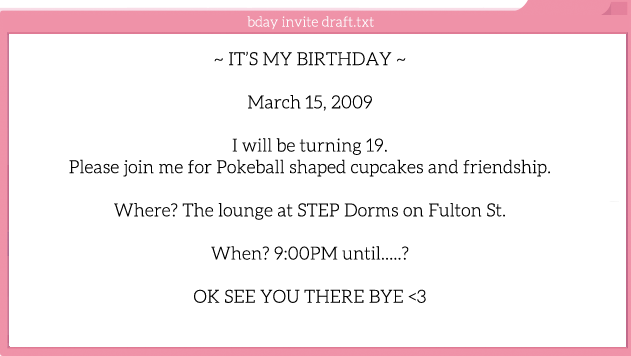 bday invite draft.txt
~ IT'S MY BIRTHDAY ~
March 15, 2009
I will be turning 19.
Please join me for Pokeball shaped cupcakes and friendship.
Where? The lounge at STEP Dorms on Fulton St.
When? 9:00PM until.....?
OK SEE YOU THERE BYE <3